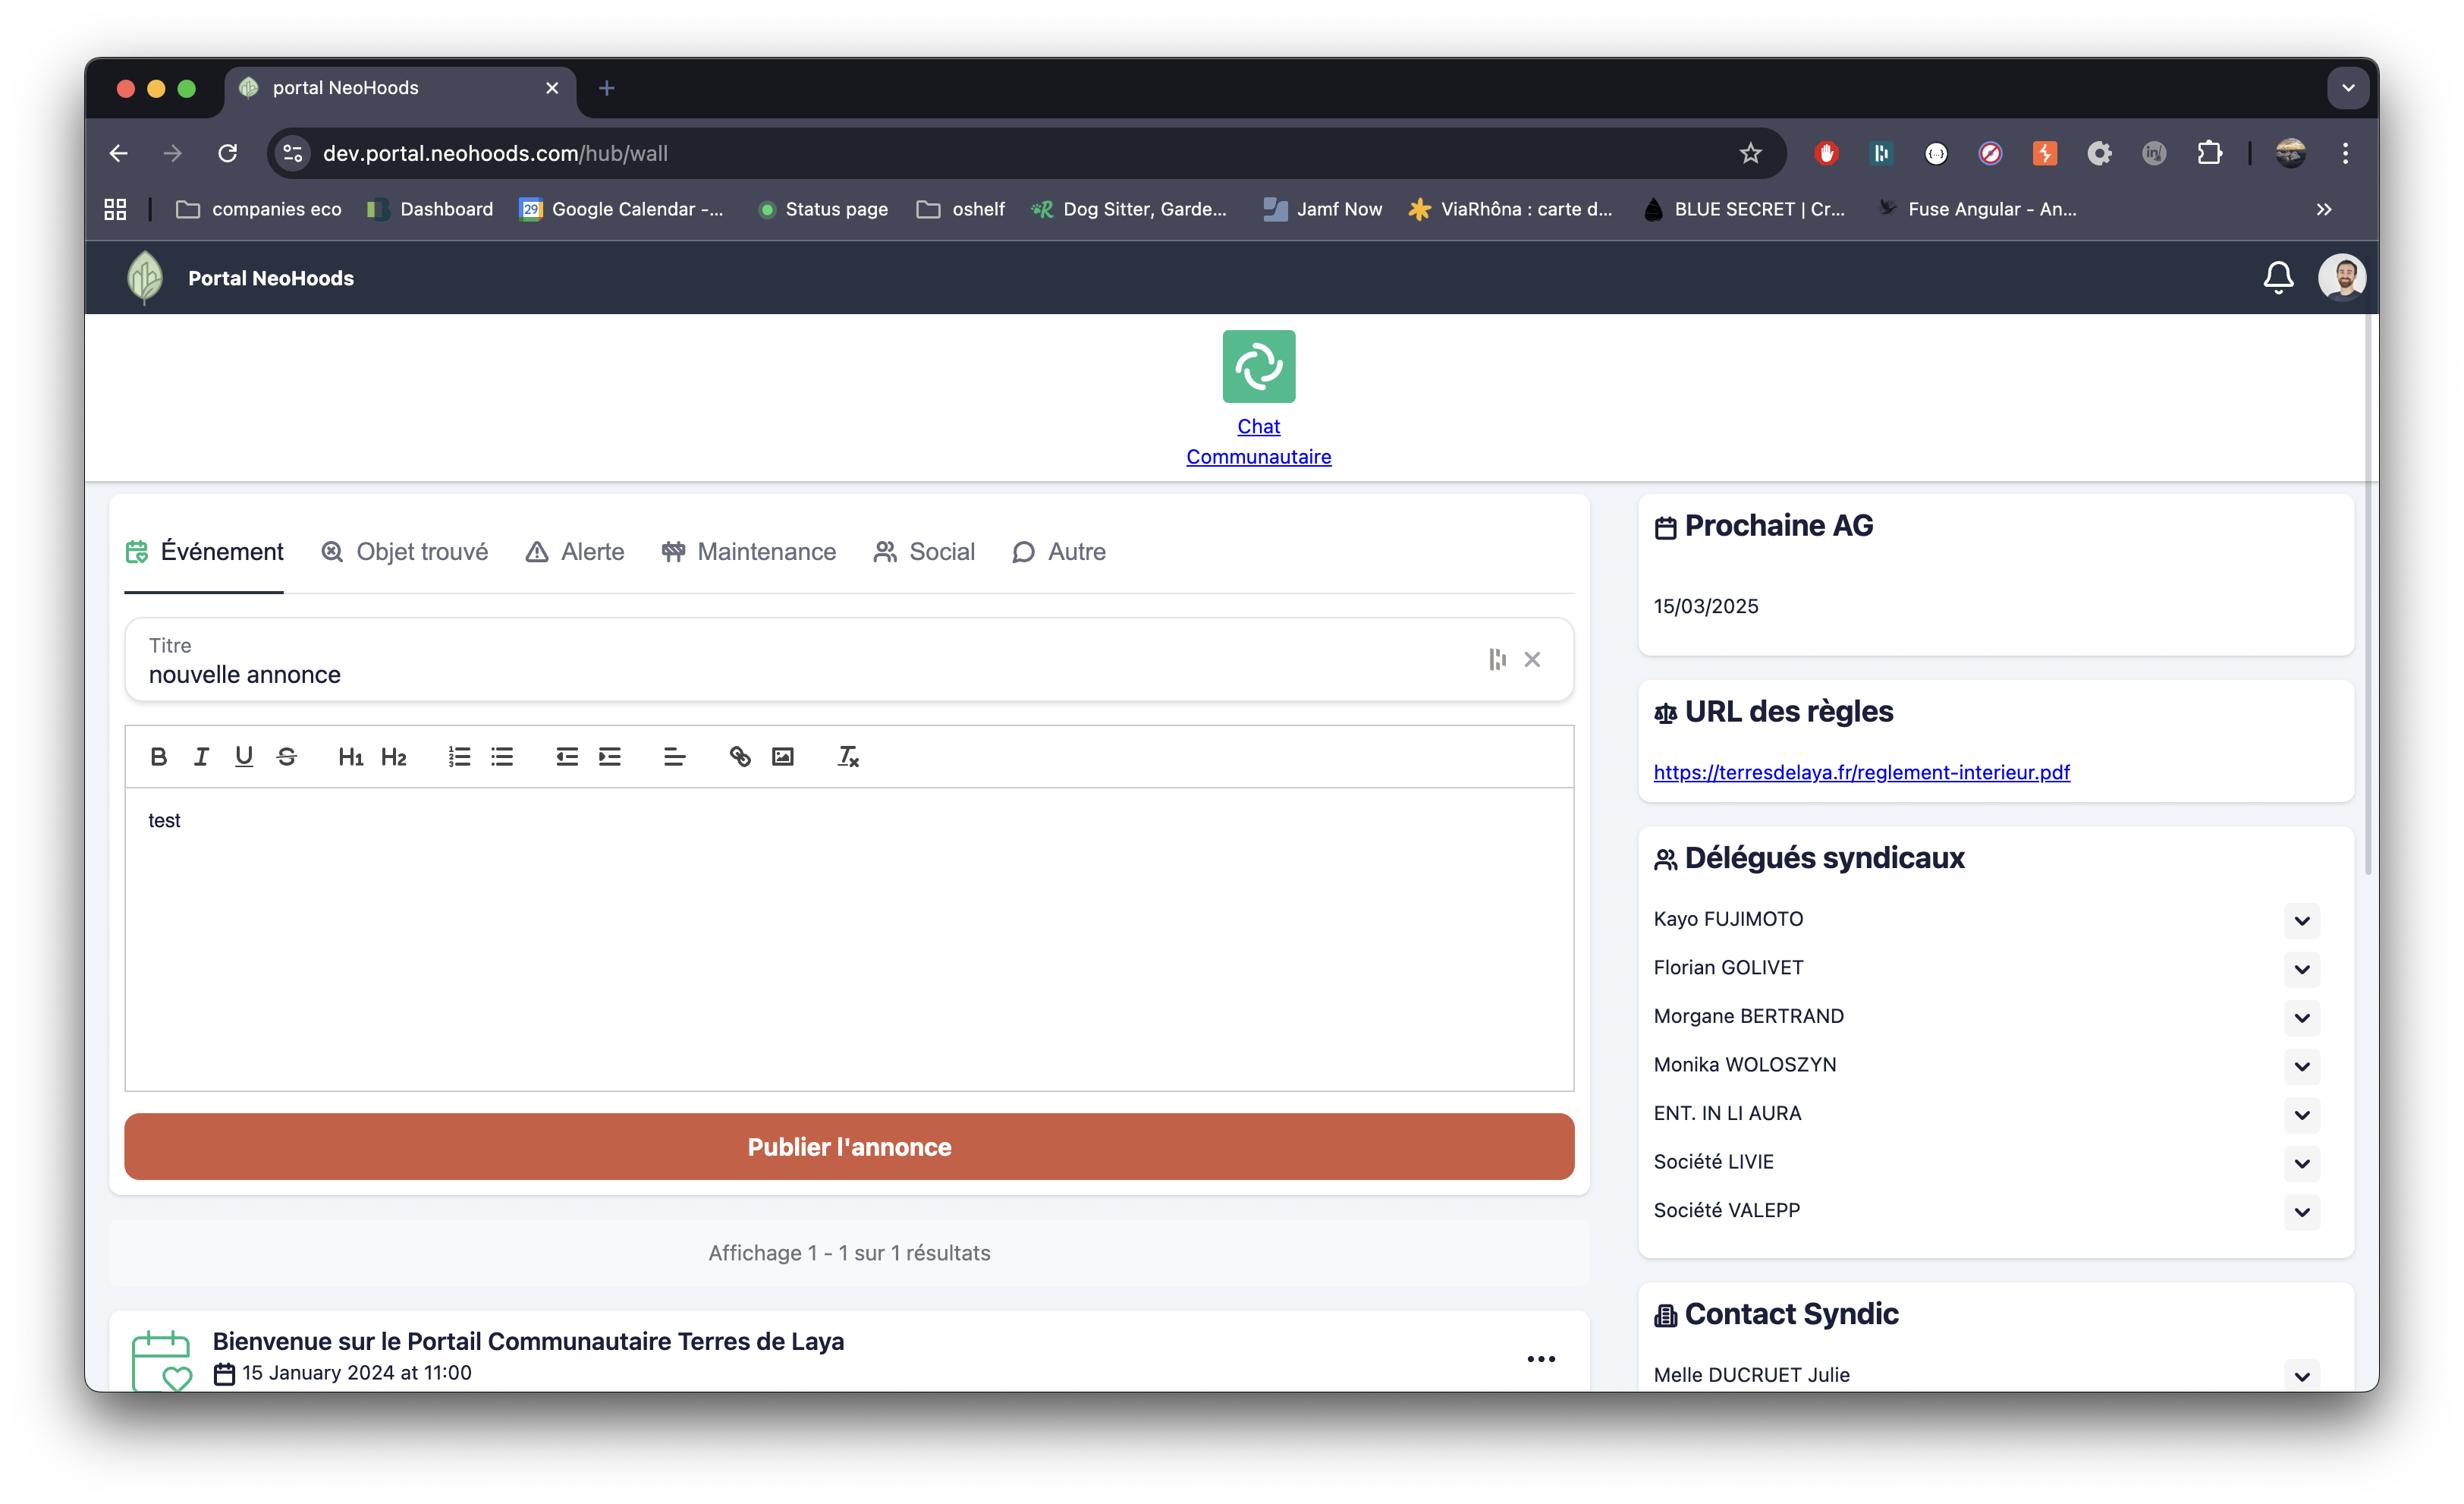 portal NeoHoods
dev.portal.neohoods.com/hub/wall
companies eco
Dashboard
29
Google Calendar -...
Status page
oshelf
Dog Sitter, Garde...
Jamf Now
ViaRhôna : carte d...
BLUE SECRET | Cr...
Fuse Angular - An...
Portal NeoHoods
Chat
Communautaire
Événement
Objet trouvé
Alerte
Maintenance
Social
Autre
Titre
nouvelle annonce
B I U S H1 H2
test
Publier l'annonce
Affichage 1 - 1 sur 1 résultats
Bienvenue sur le Portail Communautaire Terres de Laya
15 January 2024 at 11:00
Prochaine AG
15/03/2025
URL des règles
https://terresdelaya.fr/reglement-interieur.pdf
Délégués syndicaux
Kayo FUJIMOTO
Florian GOLIVET
Morgane BERTRAND
Monika WOLOSZYN
ENT. IN LI AURA
Société LIVIE
Société VALEPP
Contact Syndic
Melle DUCRUET Julie